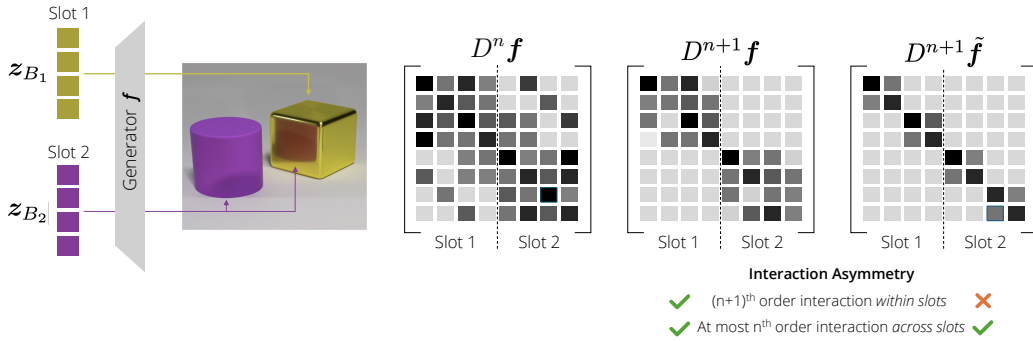 Slot 1
z_{B_1}
Slot 2
z_{B_2}
Generator f
D^n f
D^{n+1} f
D^{n+1} f̃
Slot 1 Slot 2
Slot 1 Slot 2
Slot 1 Slot 2
Interaction Asymmetry
✓ (n+1)^{th} order interaction within slots ✗
✓ At most n^{th} order interaction across slots ✓